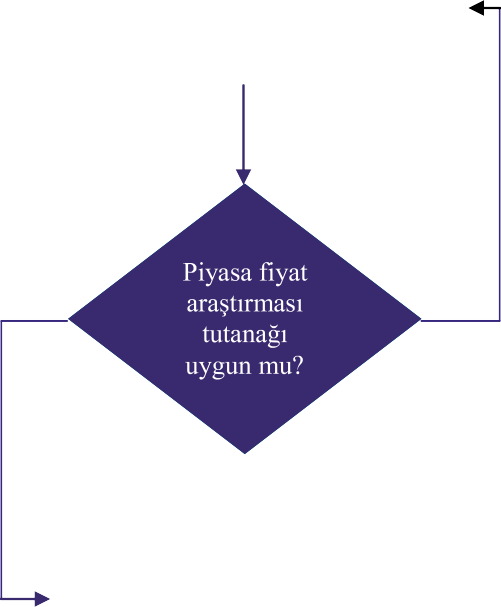 Piyasa fiyat
araştırması
tutanağı
uygun mu?